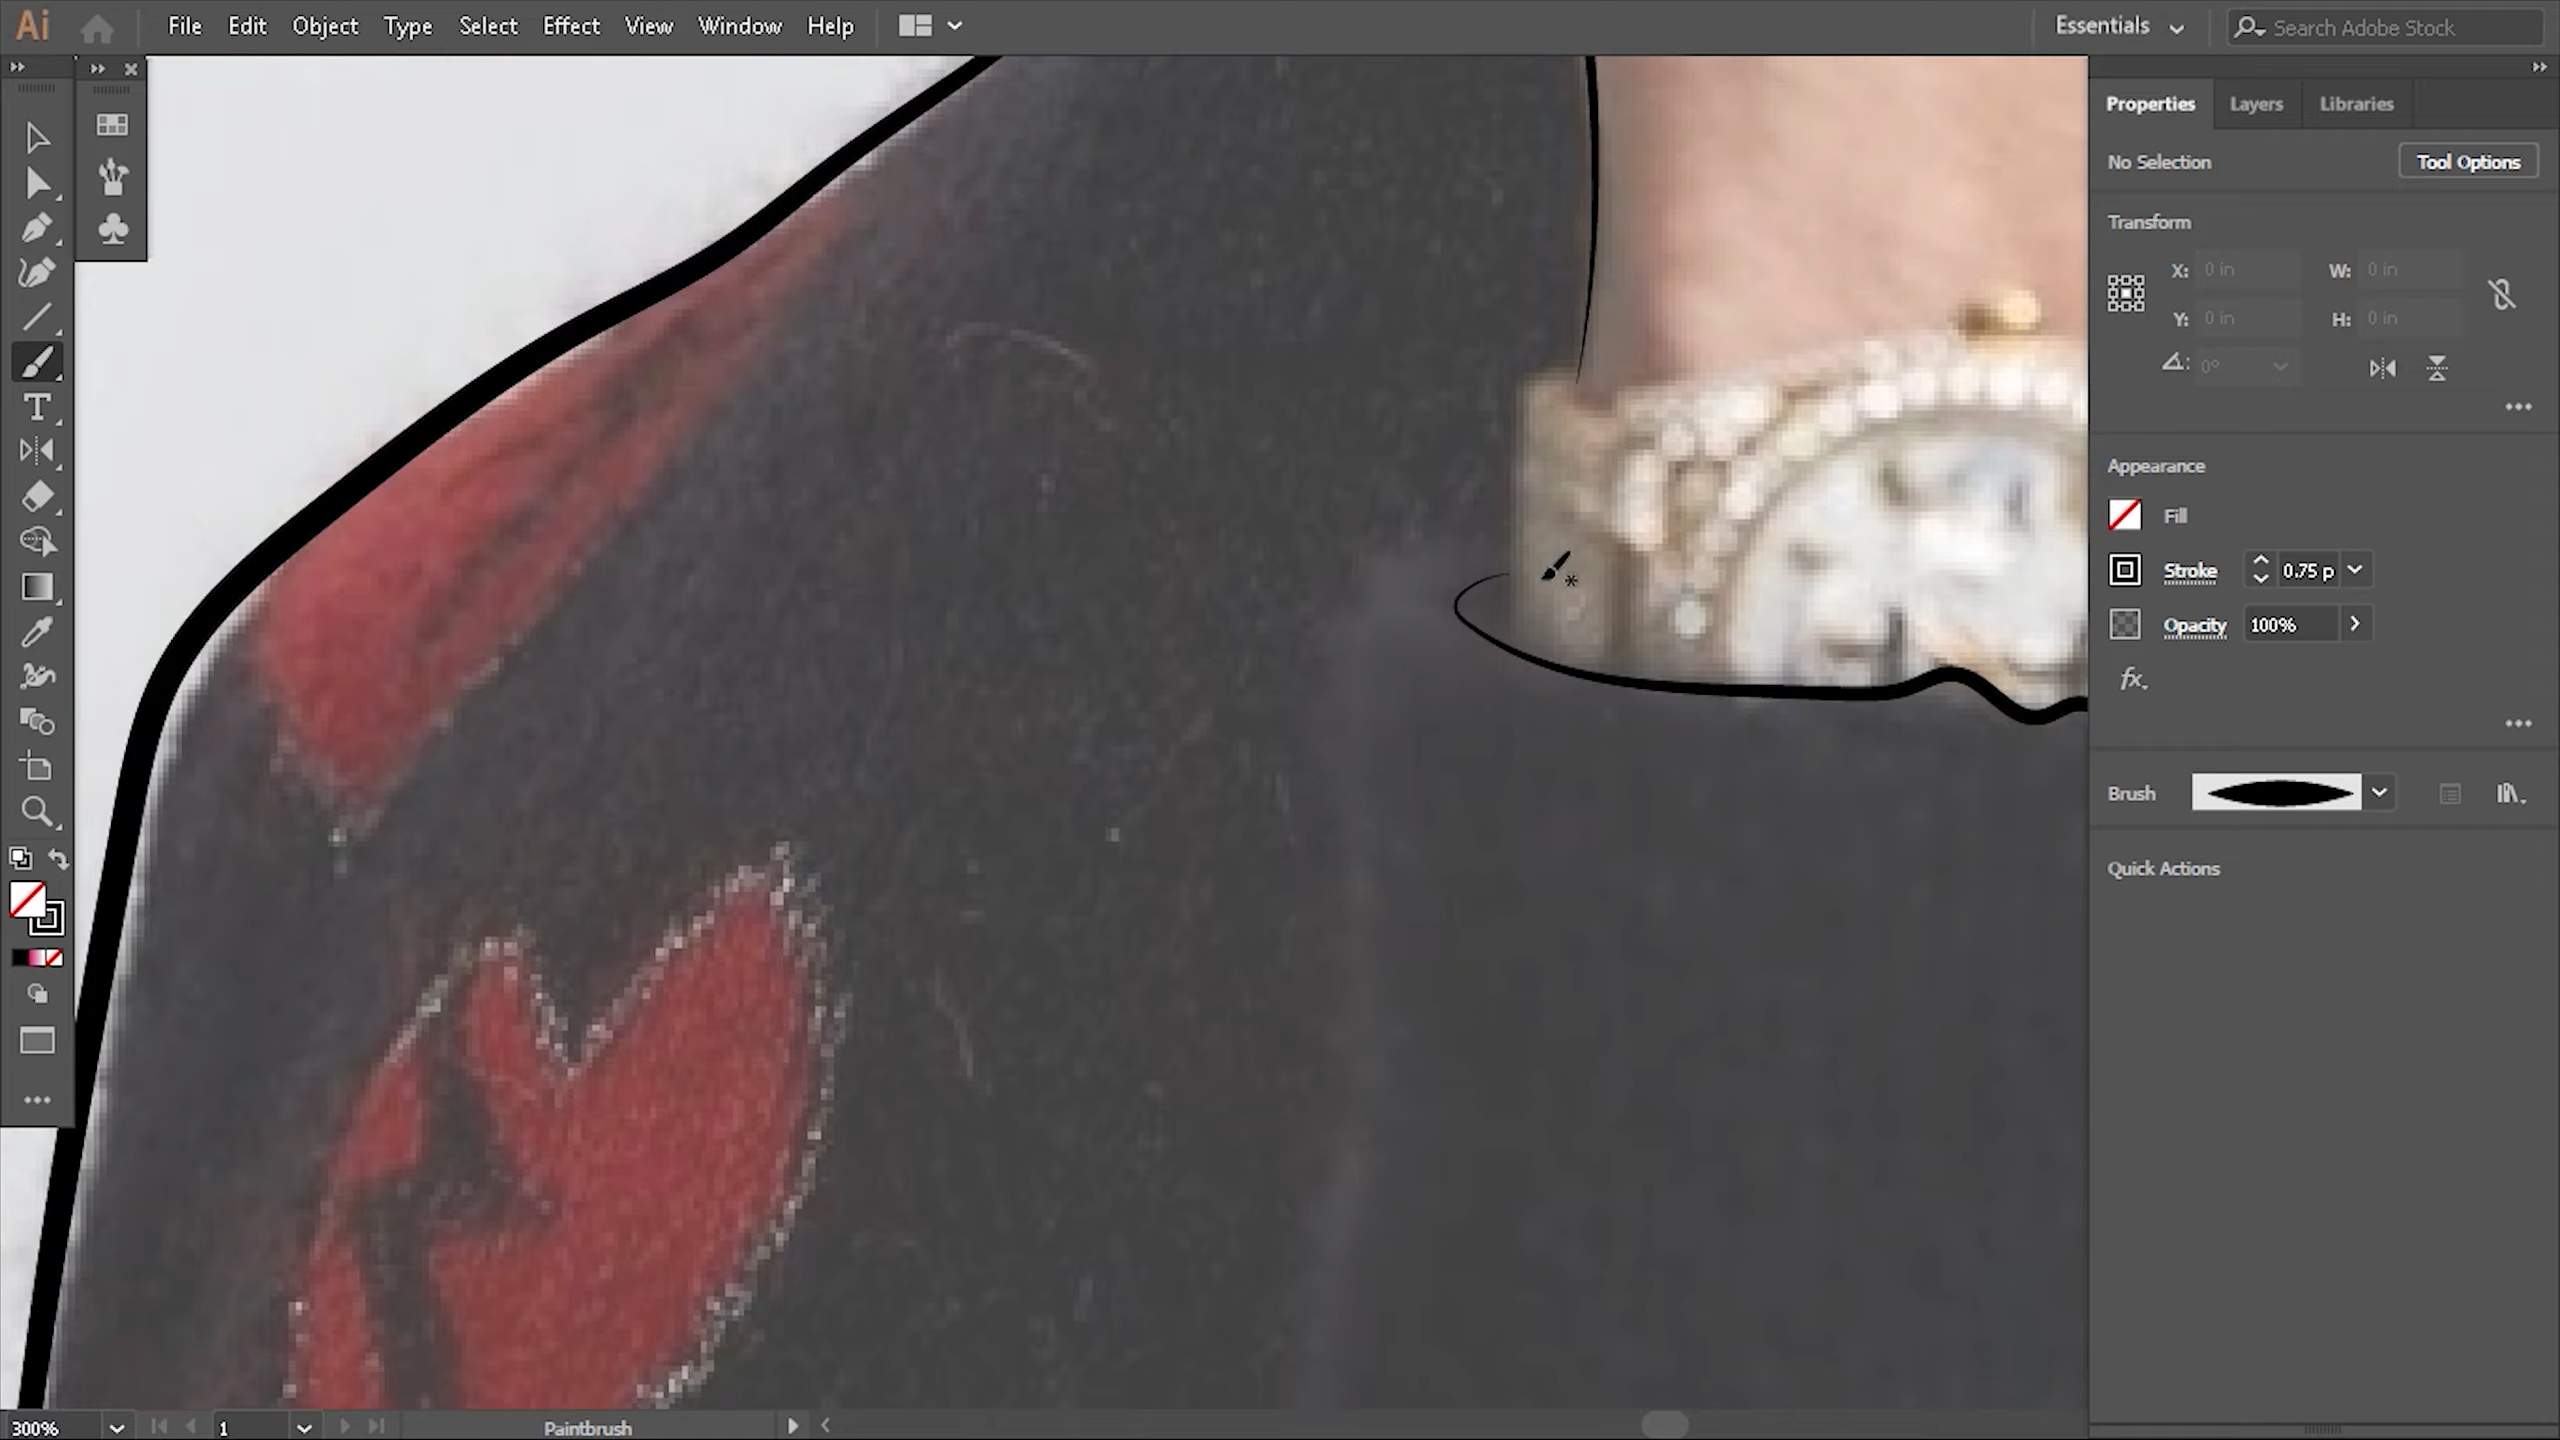 Ai File Edit Object Type Select Effect View Window Help Essentials Search Adobe Stock
Properties Layers Libraries
No Selection Tool Options
Transform
X: 0 in W: 0 in
Y: 0 in H: 0 in
0°
Appearance
Fill
Stroke 0.75 p
Opacity 100%
fx.
Brush
Quick Actions
300% 1 Paintbrush